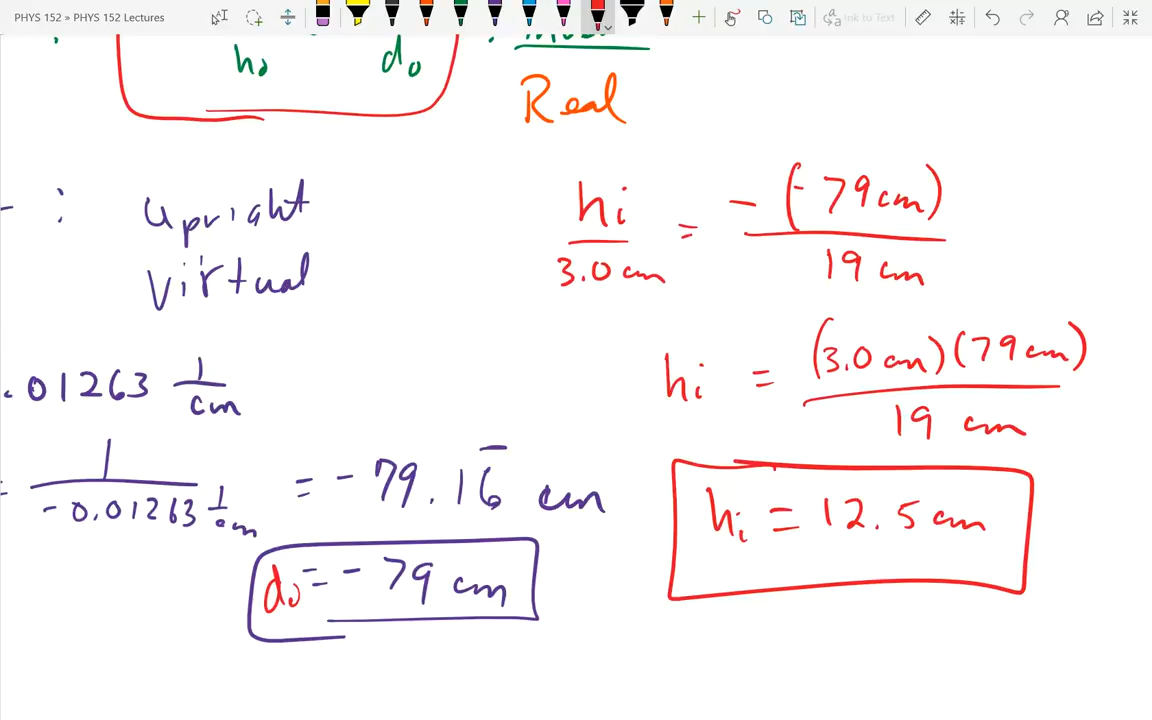 PHYS 152 » PHYS 152 Lectures
Ink to Text
ho do :
Real
- : Upright
Virtual
hi / 3.0 cm = - (-79 cm) / 19 cm
.01263 1/cm
hi = (3.0 cm)(79 cm) / 19 cm
= 1 / -0.01263 1/cm = -79.16̅ cm
do = -79 cm
hi = 12.5 cm